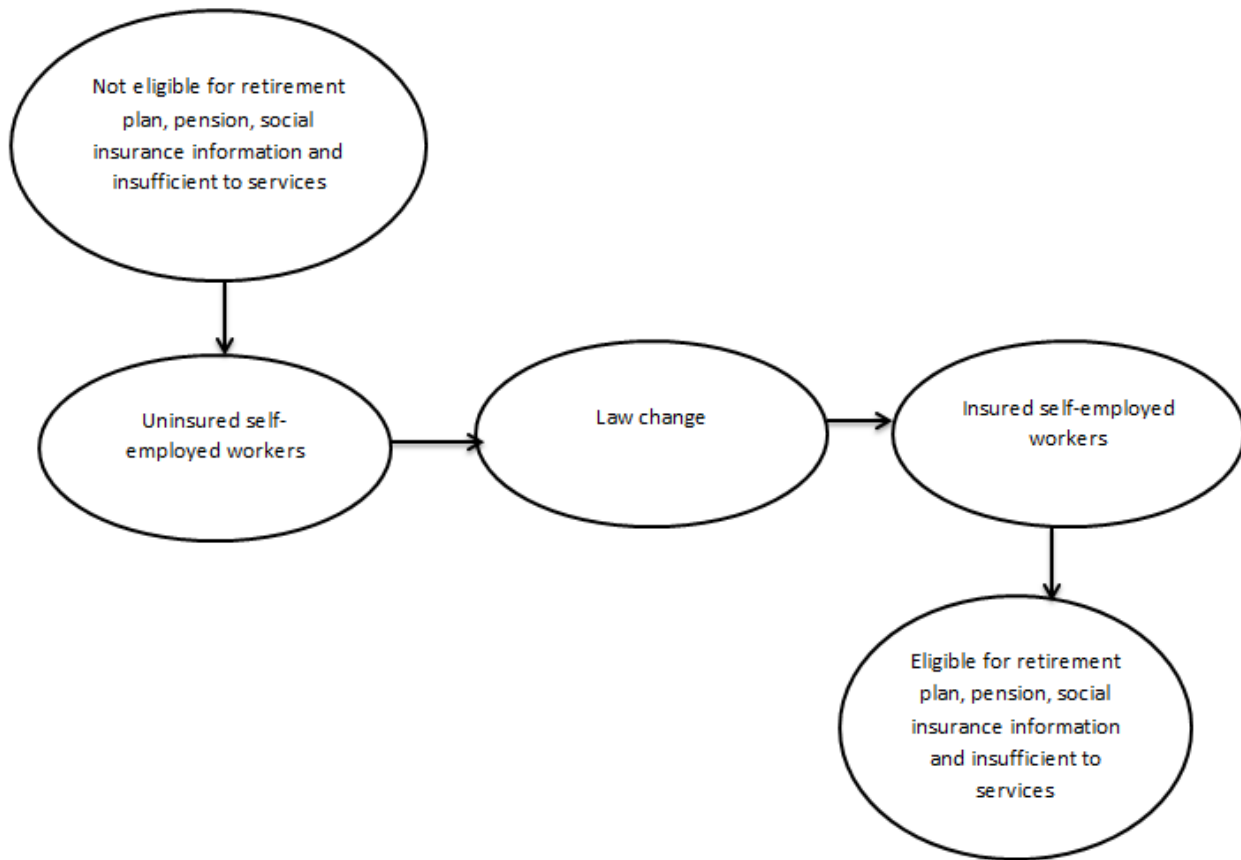 Not eligible for retirement
plan, pension, social
insurance information and
insufficient to services
Uninsured self-
employed workers
Law change
Insured self-employed
workers
Eligible for retirement
plan, pension, social
insurance information
and insufficient to
services